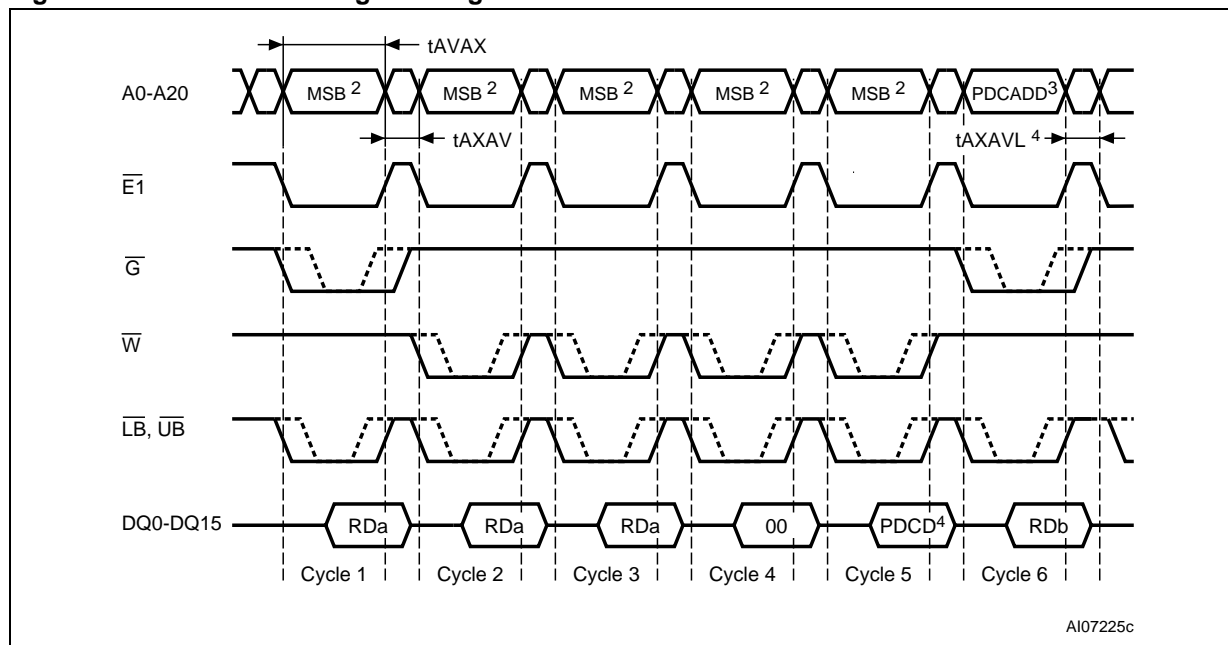 tAVAX
A0-A20 MSB 2 MSB 2 MSB 2 MSB 2 MSB 2 PDCADD3
tAXAV tAXAVL 4
E1
G
W
LB, UB
DQ0-DQ15 RDa RDa RDa 00 PDCD4 RDb
Cycle 1 Cycle 2 Cycle 3 Cycle 4 Cycle 5 Cycle 6
AI07225c